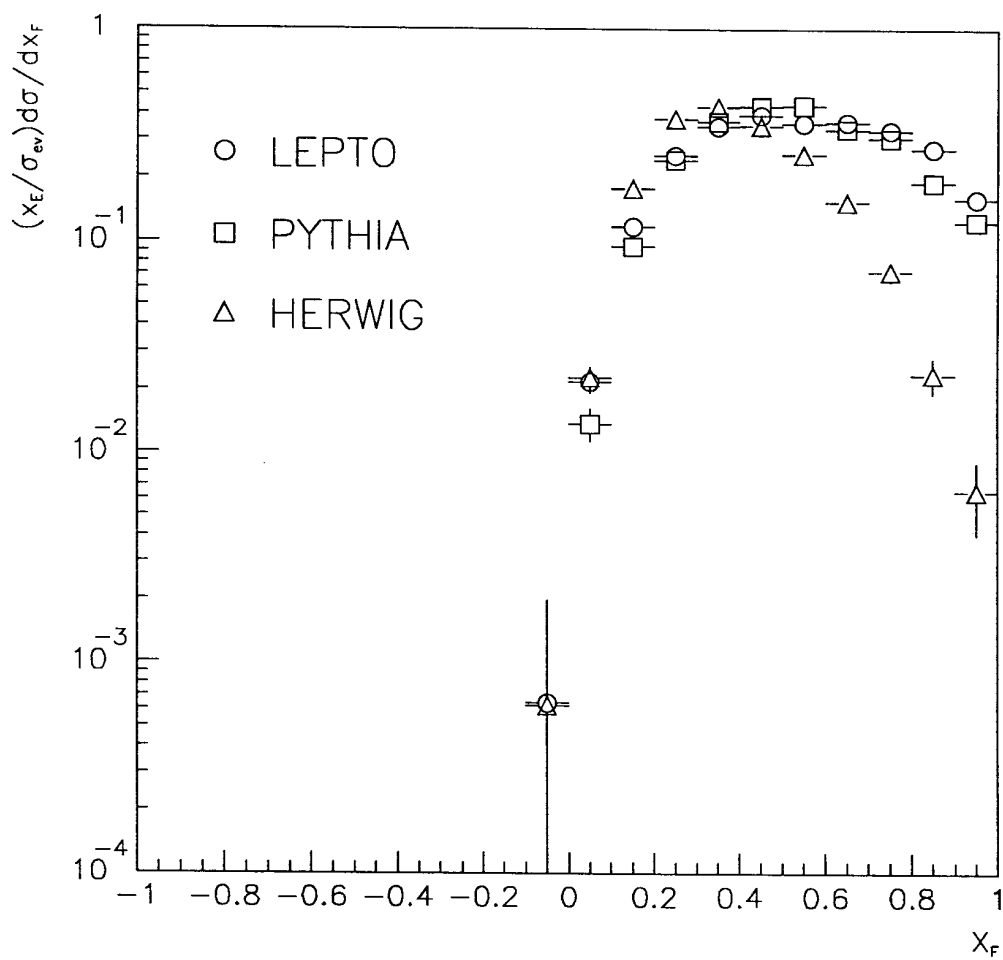 (x_E/σ_ev)dσ/dx_F
1
10^-1
10^-2
10^-3
10^-4
LEPTO
PYTHIA
HERWIG
-1 -0.8 -0.6 -0.4 -0.2 0 0.2 0.4 0.6 0.8 1
X_F